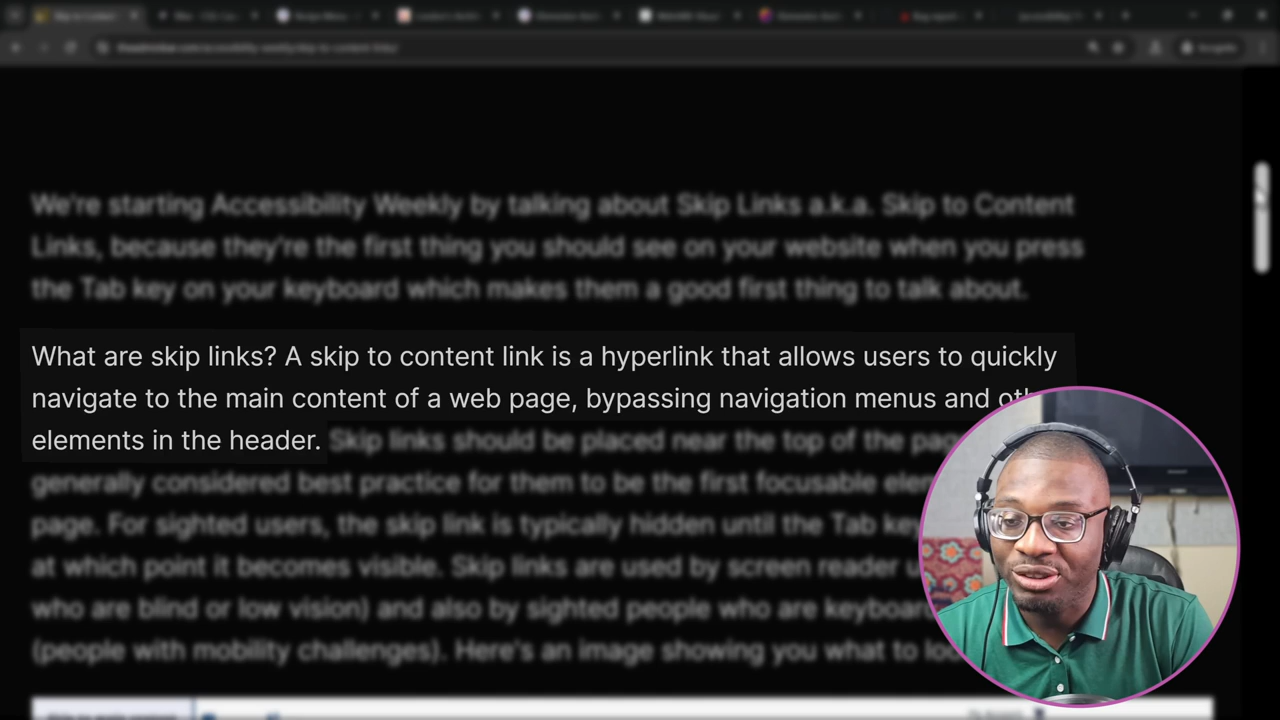 We're starting Accessibility Weekly by talking about Skip Links a.k.a. Skip to Content
Links, because they're the first thing you should see on your website when you press
the Tab key on your keyboard which makes them a good first thing to talk about.
What are skip links? A skip to content link is a hyperlink that allows users to quickly
navigate to the main content of a web page, bypassing navigation menus and
elements in the header. Skip links should be placed near the top of the
generally considered best practice for them to be the first focusable
page. For sighted users, the skip link is typically hidden until the Tab
at which point it becomes visible. Skip links are used by screen reader
who are blind or low vision) and also by sighted people who are
(people with mobility challenges). Here's an image showing you what to